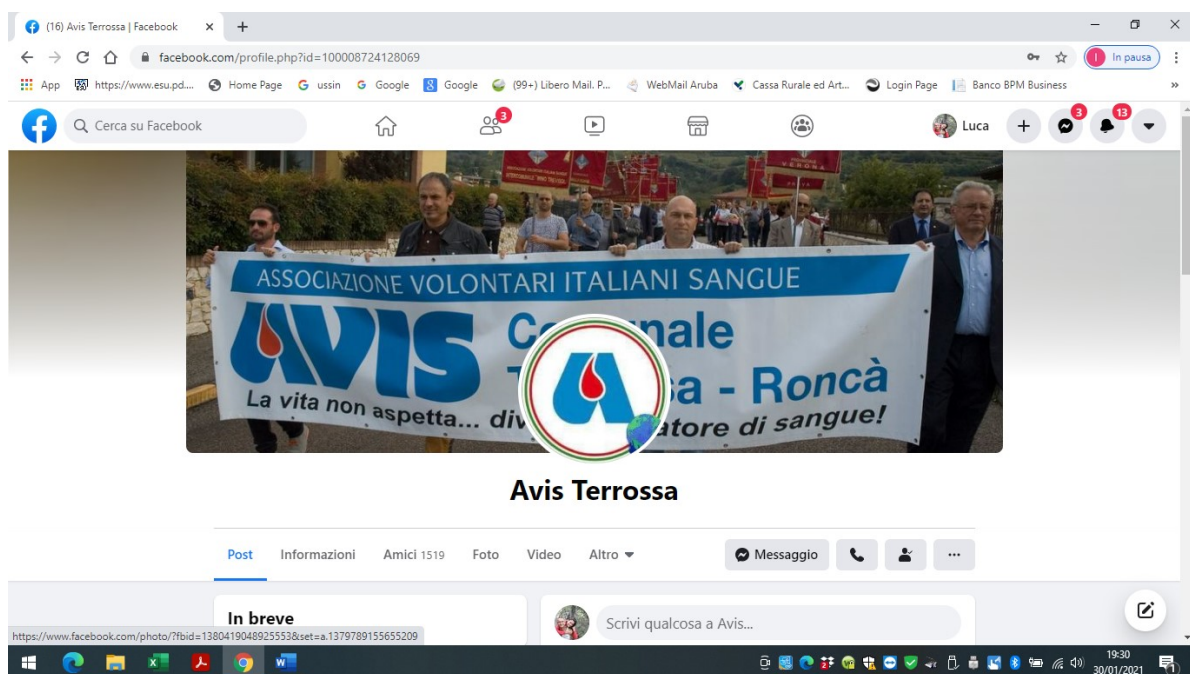 (16) Avis Terrossa | Facebook
facebook.com/profile.php?id=100008724128069
In pausa
App
https://www.esu.pd....
Home Page
ussin
Google
Google
(99+) Libero Mail. P...
WebMail Aruba
Cassa Rurale ed Art...
Login Page
Banco BPM Business
Cerca su Facebook
3
Luca
3
13
VERONA
ASSOCIAZIONE VOLONTARI ITALIANI SANGUE
AVIS
- Roncà
La vita non aspetta... di sangue!
Avis Terrossa
Post
Informazioni
Amici 1519
Foto
Video
Altro
Messaggio
In breve
Scrivi qualcosa a Avis...
https://www.facebook.com/photo/?fbid=1380419048925553&set=a.1379789155655209
19:30
30/01/2021